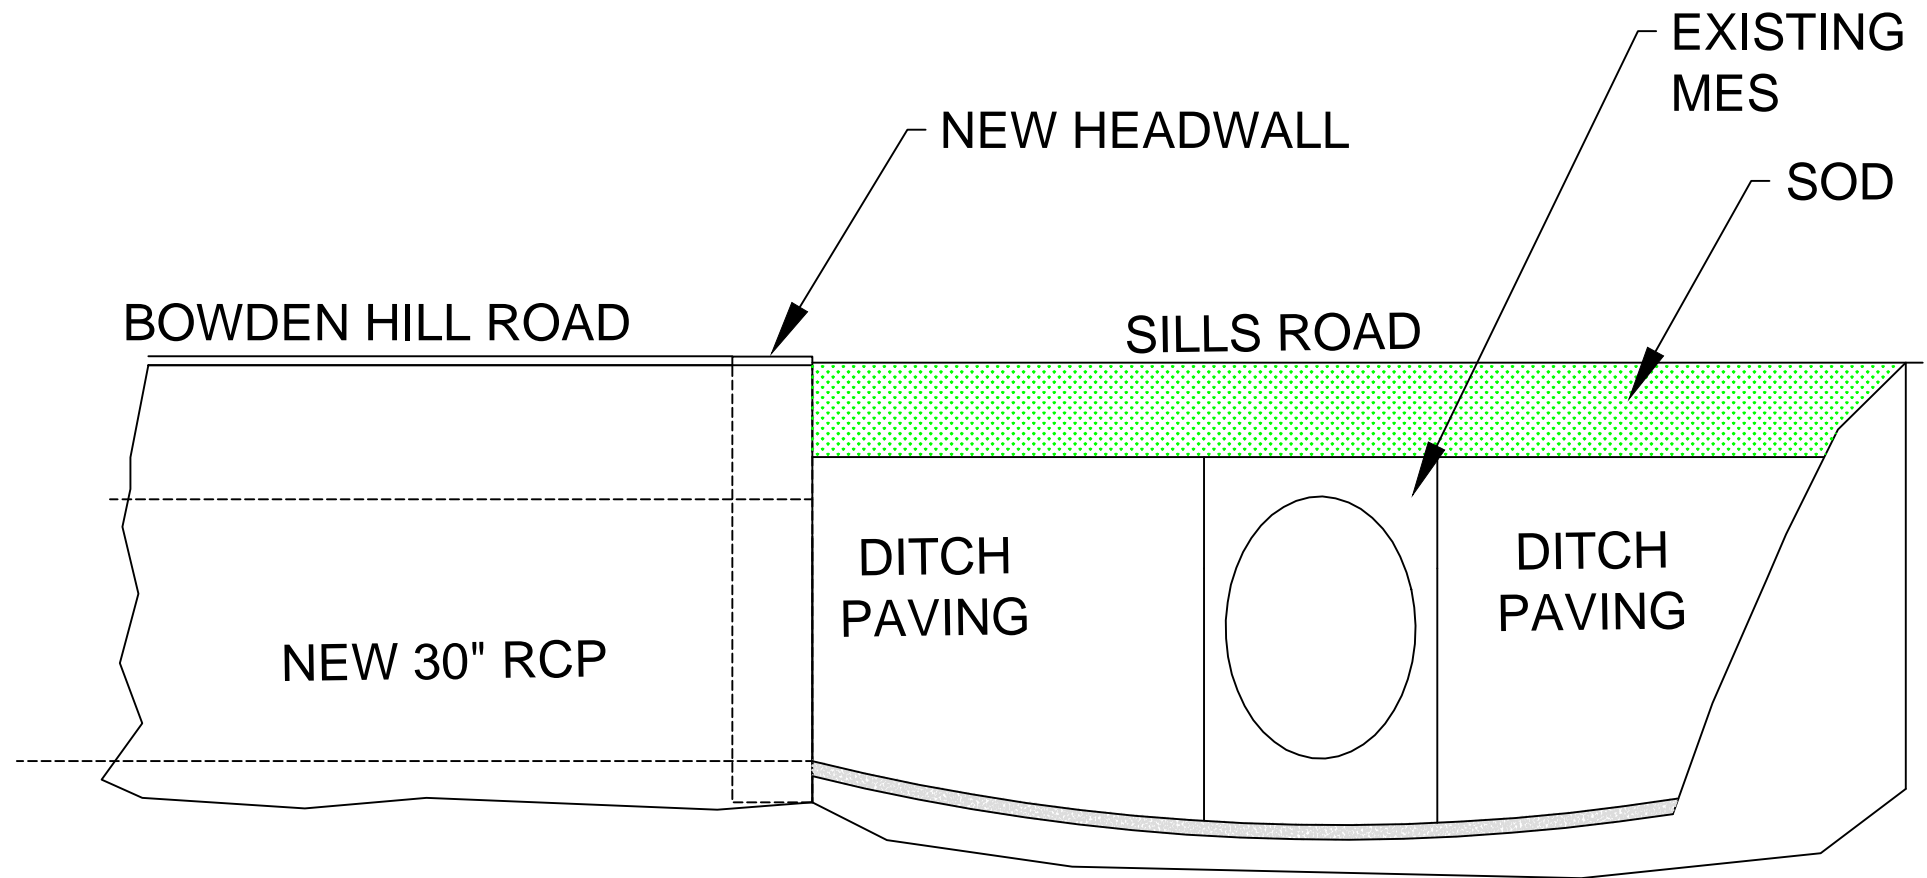 EXISTING
MES
NEW HEADWALL
SOD
BOWDEN HILL ROAD
SILLS ROAD
DITCH
PAVING
DITCH
PAVING
NEW 30" RCP